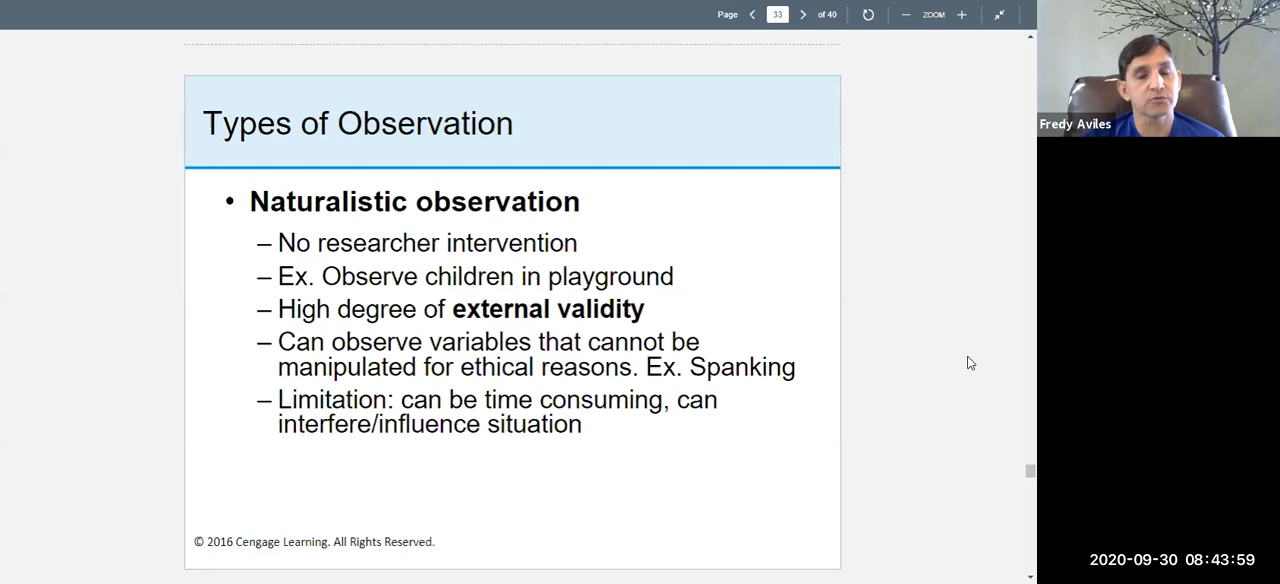 Page 33 of 40 ZOOM
Types of Observation
• Naturalistic observation
– No researcher intervention
– Ex. Observe children in playground
– High degree of external validity
– Can observe variables that cannot be
manipulated for ethical reasons. Ex. Spanking
– Limitation: can be time consuming, can
interfere/influence situation
© 2016 Cengage Learning. All Rights Reserved.
Fredy Aviles
2020-09-30 08:43:59